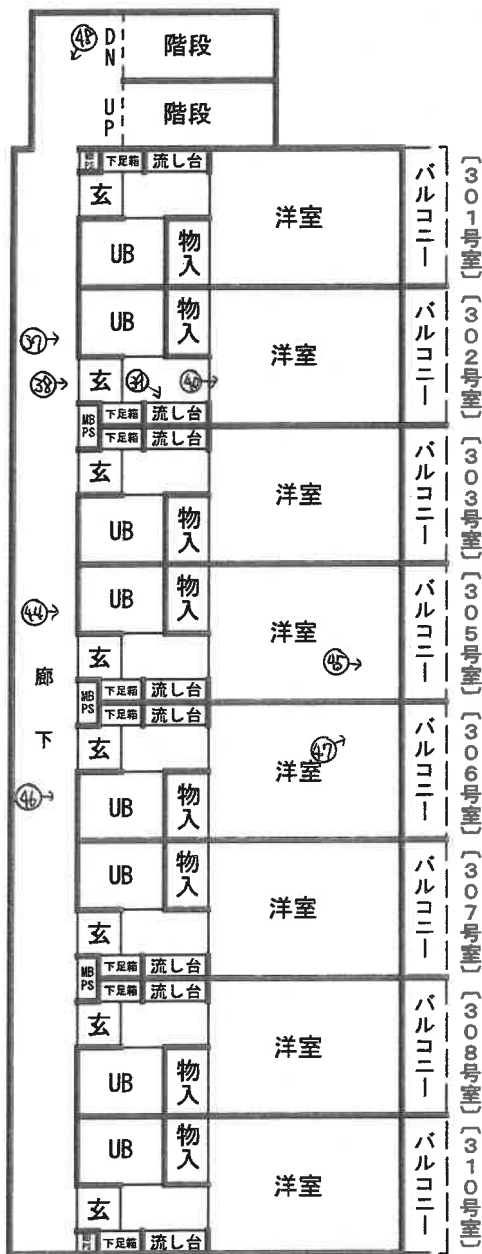 ㊽ DN 階段
UP 階段
下足箱 流し台
玄 洋室 バルコニー [301号室]
UB 物入
UB 物入
㊲→ 洋室 バルコニー [302号室]
㊳→ 玄 ㊴ ㊵
MB PS 下足箱 流し台
下足箱 流し台
玄 洋室 バルコニー [303号室]
UB 物入
㊹→ UB 物入
洋室 バルコニー [305号室]
玄 ㊺→
廊下
MB PS 下足箱 流し台
下足箱 流し台
玄 ㊼
洋室 バルコニー [306号室]
㊻→ UB 物入
UB 物入
洋室 バルコニー [307号室]
玄
MB PS 下足箱 流し台
下足箱 流し台
玄 洋室 バルコニー [308号室]
UB 物入
UB 物入
洋室 バルコニー [310号室]
玄
下足箱 流し台